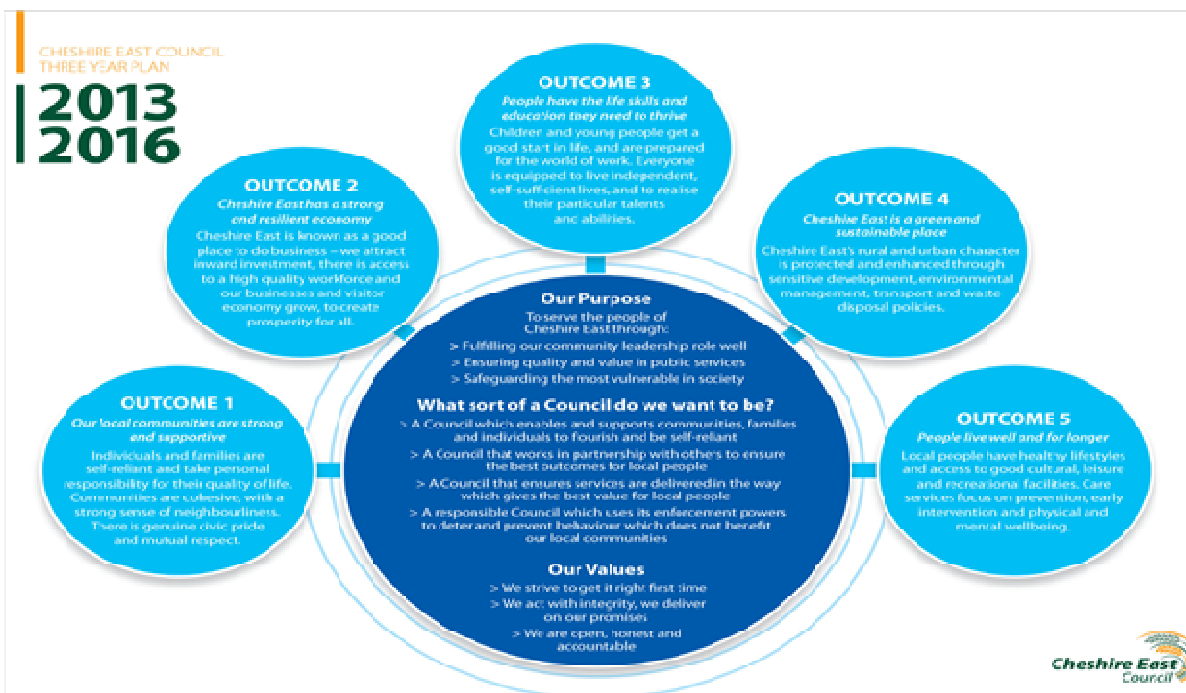 CHESHIRE EAST COUNCIL
THREE YEAR PLAN
2013
2016
OUTCOME 1
Our local communities are strong
and supportive
Individuals and families are
self-reliant and take personal
responsibility for their quality of life.
Communities are cohesive, with a
strong sense of neighbourliness.
There is genuine civic pride
and mutual respect.
OUTCOME 2
Cheshire East has a strong
and resilient economy
Cheshire East is known as a good
place to do business – we attract
inward investment, there is access
to a high quality workforce and
our businesses and visitor
economy grow, to create
prosperity for all.
OUTCOME 3
People have the life skills and
education they need to thrive
Children and young people get a
good start in life, and are prepared
for the world of work. Everyone
is equipped to live independent,
self-sufficient lives, and to realise
their particular talents
and abilities.
OUTCOME 4
Cheshire East is a green and
sustainable place
Cheshire East's rural and urban character
is protected and enhanced through
sensitive development, environmental
management, transport and waste
disposal policies.
OUTCOME 5
People live well and for longer
Local people have healthy lifestyles
and access to good cultural, leisure
and recreational facilities. Care
services focus on prevention, early
intervention and physical and
mental wellbeing.
Our Purpose
To serve the people of
Cheshire East through:
> Fulfilling our community leadership role well
> Ensuring quality and value in public services
> Safeguarding the most vulnerable in society
What sort of a Council do we want to be?
> A Council which enables and supports communities, families
and individuals to flourish and be self-reliant
> A Council that works in partnership with others to ensure
the best outcomes for local people
> A Council that ensures services are delivered in the way
which gives the best value for local people
> A responsible Council which uses its enforcement powers
to deter and prevent behaviour which does not benefit
our local communities
Our Values
> We strive to get it right first time
> We act with integrity, we deliver
on our promises
> We are open, honest and
accountable
Cheshire East
Council